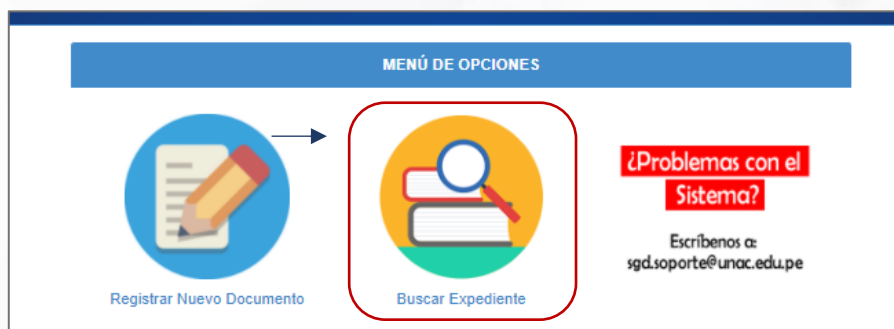 MENÚ DE OPCIONES
Registrar Nuevo Documento
Buscar Expediente
¿Problemas con el
Sistema?
Escríbenos a:
sgd.soporte@unac.edu.pe